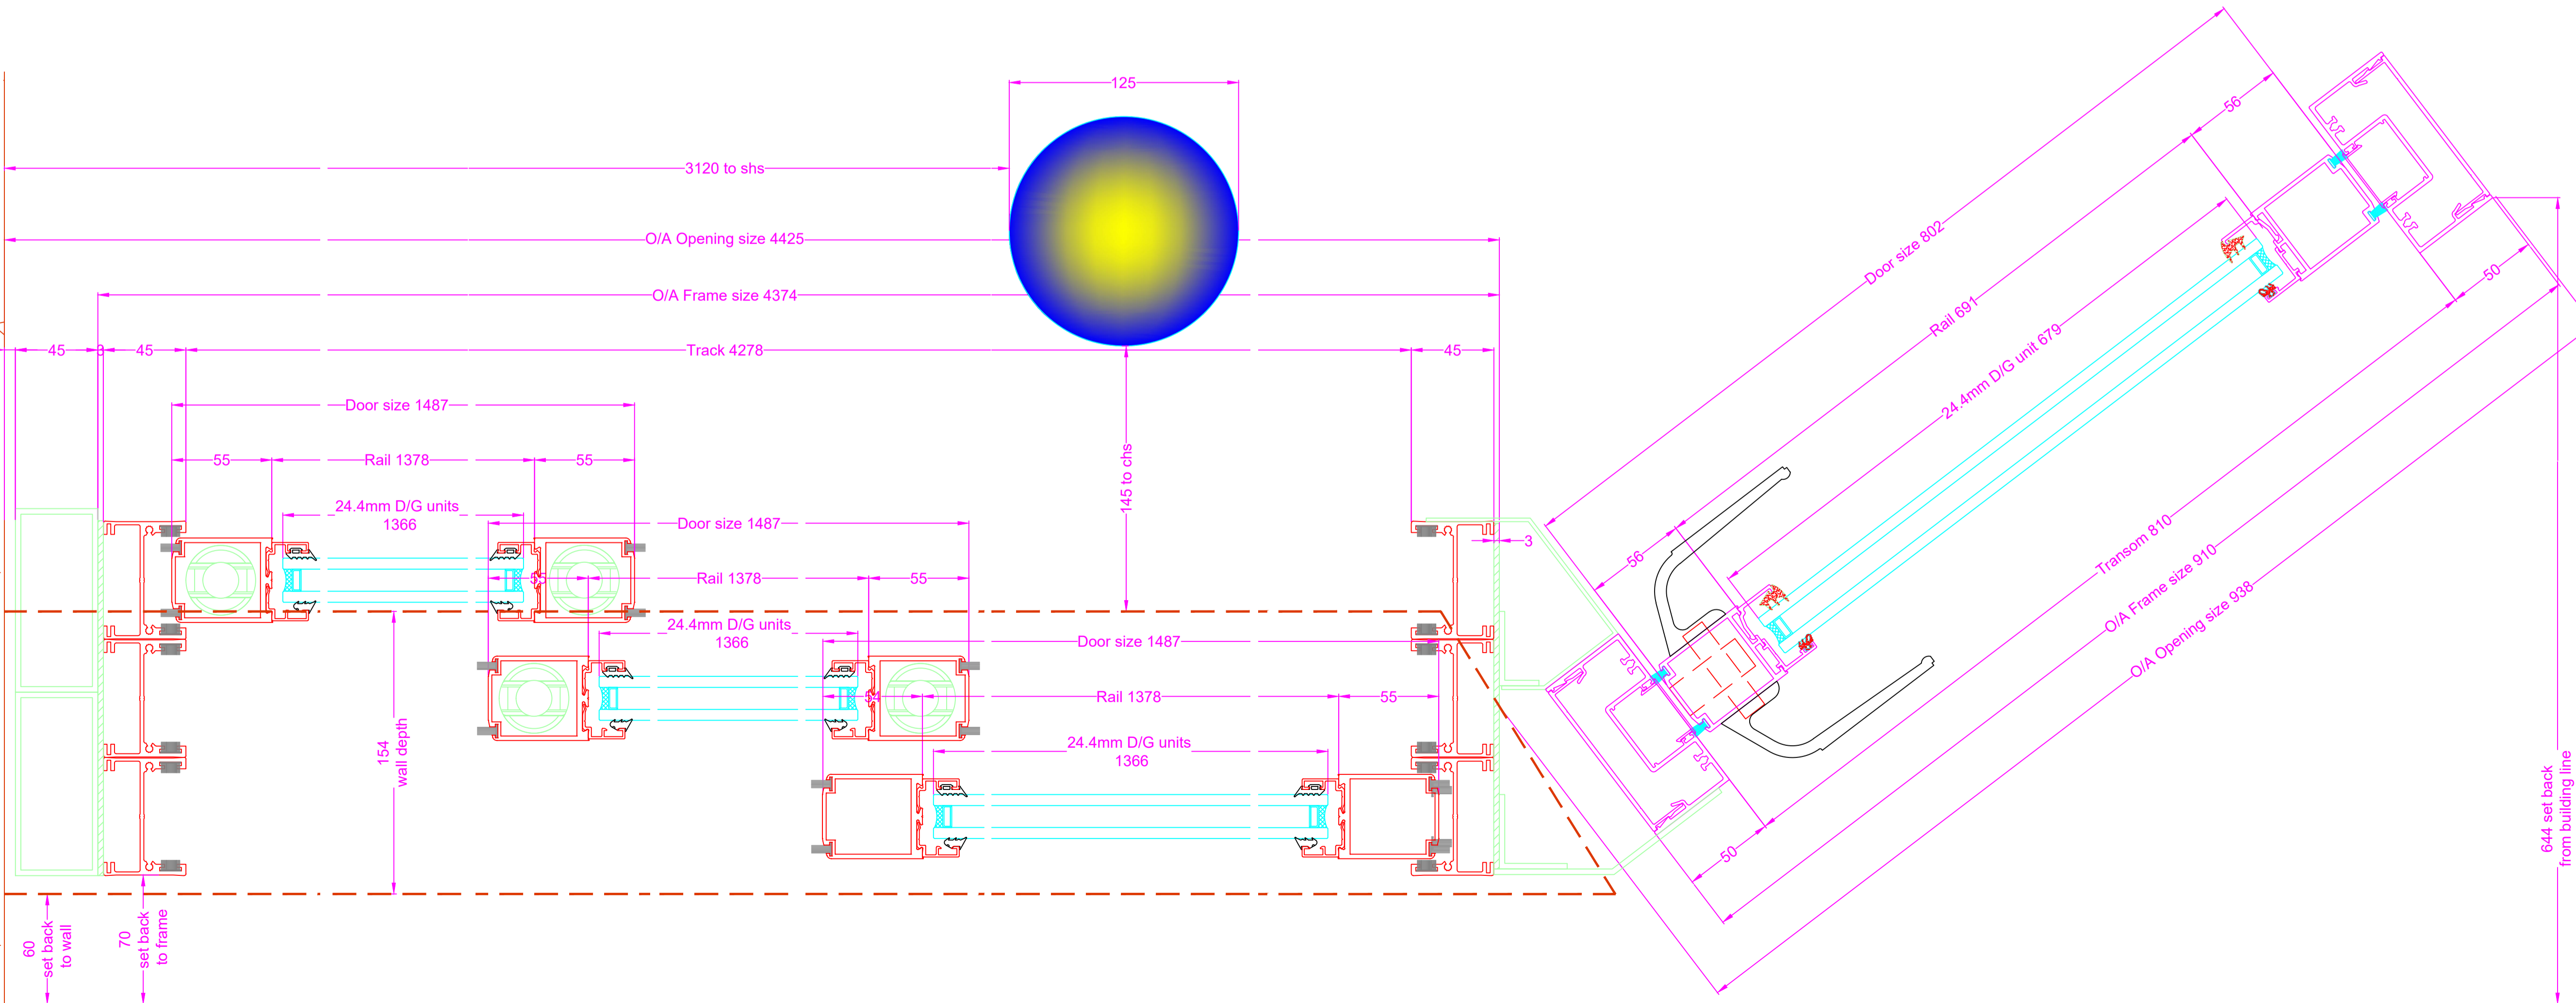 125
56
3120 to shs
Door size 802
O/A Opening size 4425
50
O/A Frame size 4374
Rail 691
45
3
45
Track 4278
45
24.4mm D/G unit 679
Door size 1487
55
Rail 1378
55
145 to chs
24.4mm D/G units
1366
Door size 1487
3
56
Transom 810
55
Rail 1378
55
O/A Frame size 910
24.4mm D/G units
1366
Door size 1487
O/A Opening size 938
54
Rail 1378
55
154
wall depth
24.4mm D/G units
1366
50
644 set back
from building line
60
set back
to wall
70
set back
to frame